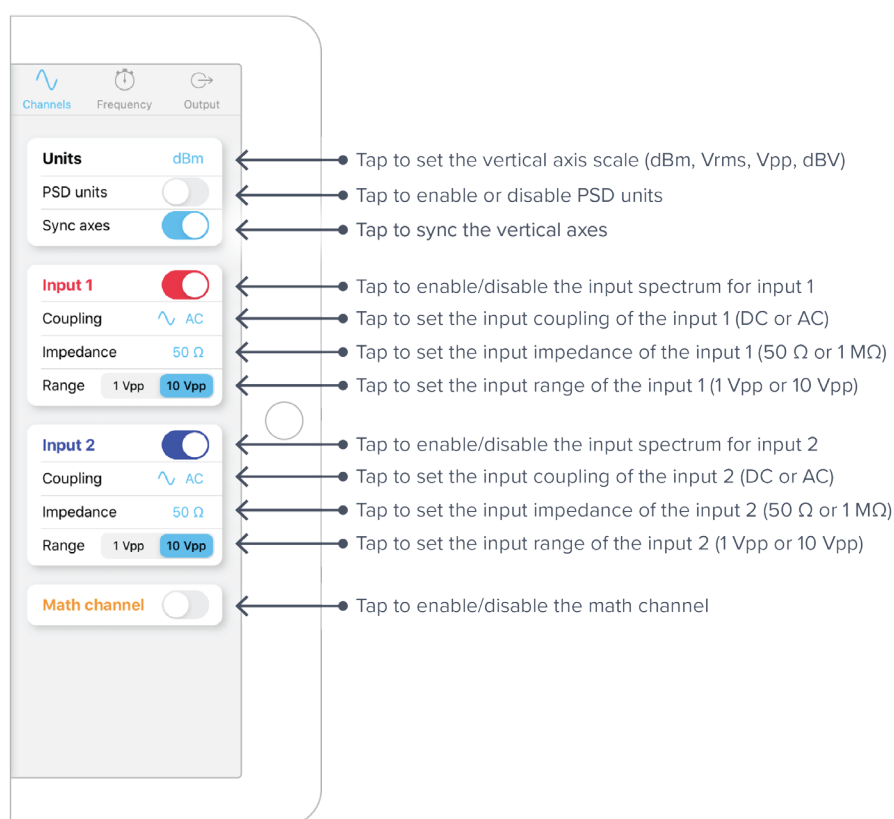 Channels Frequency Output
Units dBm Tap to set the vertical axis scale (dBm, Vrms, Vpp, dBV)
PSD units Tap to enable or disable PSD units
Sync axes Tap to sync the vertical axes
Input 1 Tap to enable/disable the input spectrum for input 1
Coupling AC Tap to set the input coupling of the input 1 (DC or AC)
Impedance 50 Ω Tap to set the input impedance of the input 1 (50 Ω or 1 MΩ)
Range 1 Vpp 10 Vpp Tap to set the input range of the input 1 (1 Vpp or 10 Vpp)
Input 2 Tap to enable/disable the input spectrum for input 2
Coupling AC Tap to set the input coupling of the input 2 (DC or AC)
Impedance 50 Ω Tap to set the input impedance of the input 2 (50 Ω or 1 MΩ)
Range 1 Vpp 10 Vpp Tap to set the input range of the input 2 (1 Vpp or 10 Vpp)
Math channel Tap to enable/disable the math channel